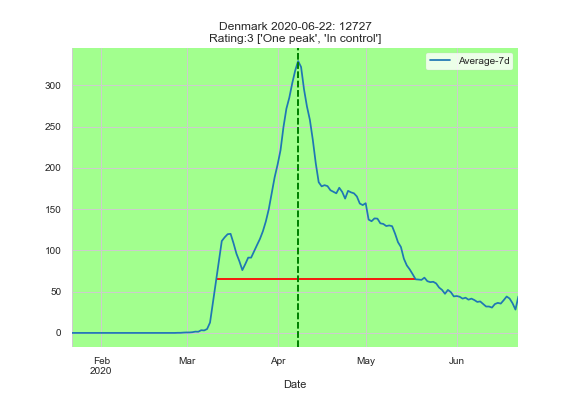 Denmark 2020-06-22: 12727
Rating:3 ['One peak', 'In control']
Average-7d
300
250
200
150
100
50
0
Feb
2020
Mar
Apr
May
Jun
Date